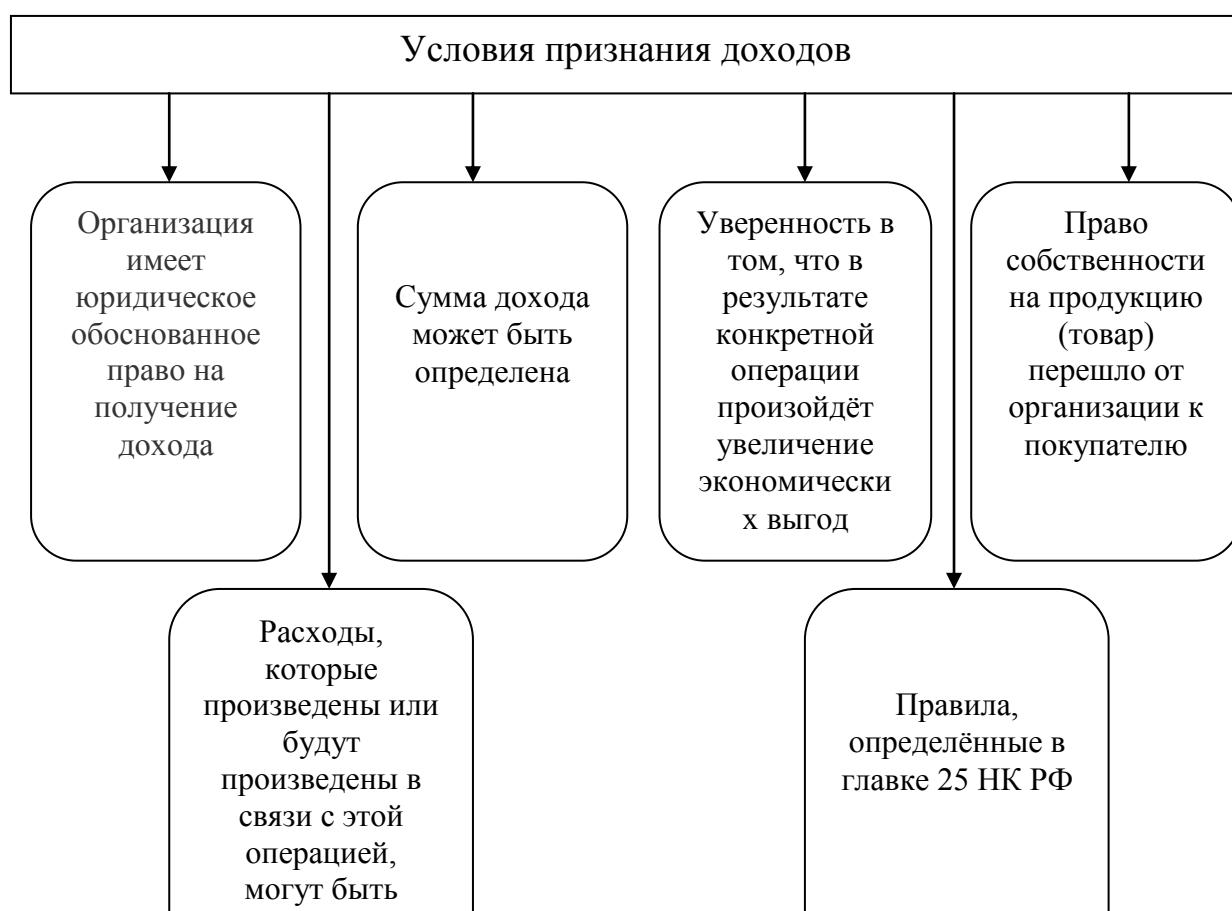 Условия признания доходов
Организация
имеет
юридическое
обоснованное
право на
получение
дохода
Сумма дохода
может быть
определена
Уверенность в
том, что в
результате
конкретной
операции
произойдёт
увеличение
экономически
х выгод
Право
собственности
на продукцию
(товар)
перешло от
организации к
покупателю
Расходы,
которые
произведены или
будут
произведены в
связи с этой
операцией,
могут быть
Правила,
определённые в
главке 25 НК РФ